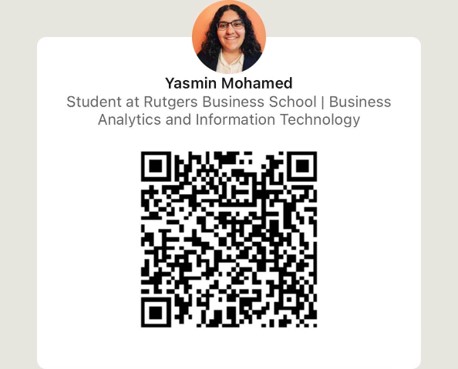 Yasmin Mohamed
Student at Rutgers Business School | Business
Analytics and Information Technology